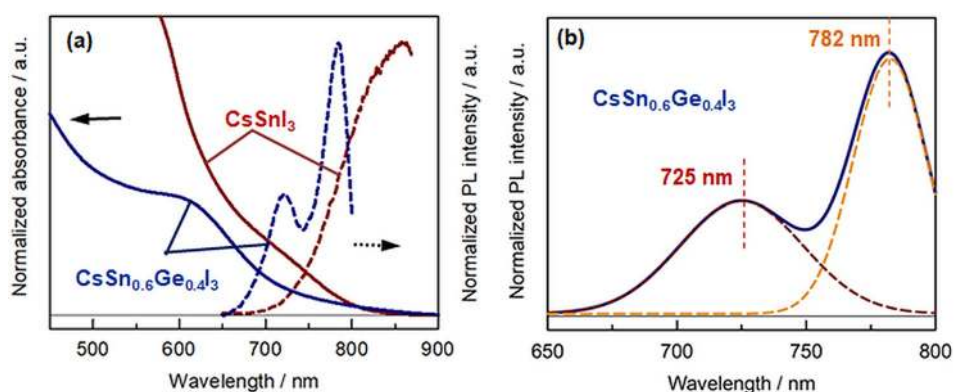 (a)
Normalized absorbance / a.u.
CsSnI3
CsSn0.6Ge0.4I3
500 600 700 800 900
Wavelength / nm
Normalized PL intensity / a.u.
(b)
782 nm
CsSn0.6Ge0.4I3
725 nm
Normalized PL intensity / a.u.
650 700 750 800
Wavelength / nm